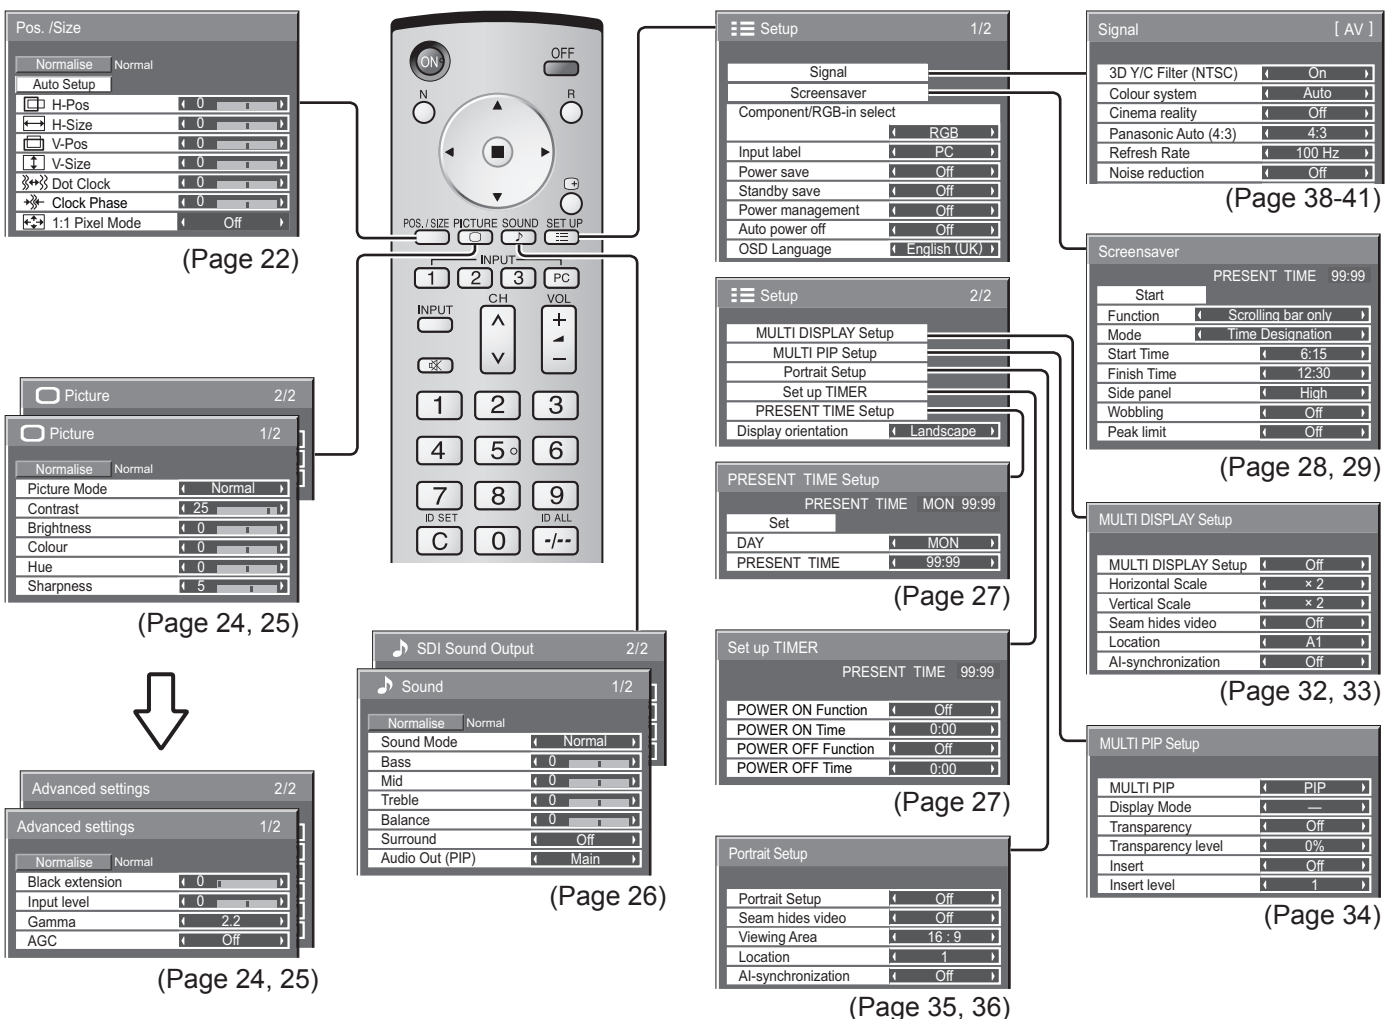 Pos. /Size
Normalise Normal
Auto Setup
H-Pos 0
H-Size 0
V-Pos 0
V-Size 0
Dot Clock 0
Clock Phase 0
1:1 Pixel Mode Off
(Page 22)
Picture 2/2
Picture 1/2
Normalise Normal
Picture Mode Normal
Contrast 25
Brightness 0
Colour 0
Hue 0
Sharpness 5
(Page 24, 25)
Advanced settings 2/2
Advanced settings 1/2
Normalise Normal
Black extension 0
Input level 0
Gamma 2.2
AGC Off
(Page 24, 25)
ON
OFF
N
R
POS. / SIZE PICTURE SOUND SET UP
INPUT
1 2 3 PC
INPUT CH VOL
+
−
1 2 3
4 5 6
7 8 9
ID SET ID ALL
C 0 -/--
SDI Sound Output 2/2
Sound 1/2
Normalise Normal
Sound Mode Normal
Bass 0
Mid 0
Treble 0
Balance 0
Surround Off
Audio Out (PIP) Main
(Page 26)
Setup 1/2
Signal
Screensaver
Component/RGB-in select
RGB
Input label PC
Power save Off
Standby save Off
Power management Off
Auto power off Off
OSD Language English (UK)
Setup 2/2
MULTI DISPLAY Setup
MULTI PIP Setup
Portrait Setup
Set up TIMER
PRESENT TIME Setup
Display orientation Landscape
PRESENT TIME Setup
PRESENT TIME MON 99:99
Set
DAY MON
PRESENT TIME 99:99
(Page 27)
Set up TIMER
PRESENT TIME 99:99
POWER ON Function Off
POWER ON Time 0:00
POWER OFF Function Off
POWER OFF Time 0:00
(Page 27)
Portrait Setup
Portrait Setup Off
Seam hides video Off
Viewing Area 16 : 9
Location 1
AI-synchronization Off
(Page 35, 36)
Signal [ AV ]
3D Y/C Filter (NTSC) On
Colour system Auto
Cinema reality Off
Panasonic Auto (4:3) 4:3
Refresh Rate 100 Hz
Noise reduction Off
(Page 38-41)
Screensaver
PRESENT TIME 99:99
Start
Function Scrolling bar only
Mode Time Designation
Start Time 6:15
Finish Time 12:30
Side panel High
Wobbling Off
Peak limit Off
(Page 28, 29)
MULTI DISPLAY Setup
MULTI DISPLAY Setup Off
Horizontal Scale × 2
Vertical Scale × 2
Seam hides video Off
Location A1
AI-synchronization Off
(Page 32, 33)
MULTI PIP Setup
MULTI PIP PIP
Display Mode —
Transparency Off
Transparency level 0%
Insert Off
Insert level 1
(Page 34)